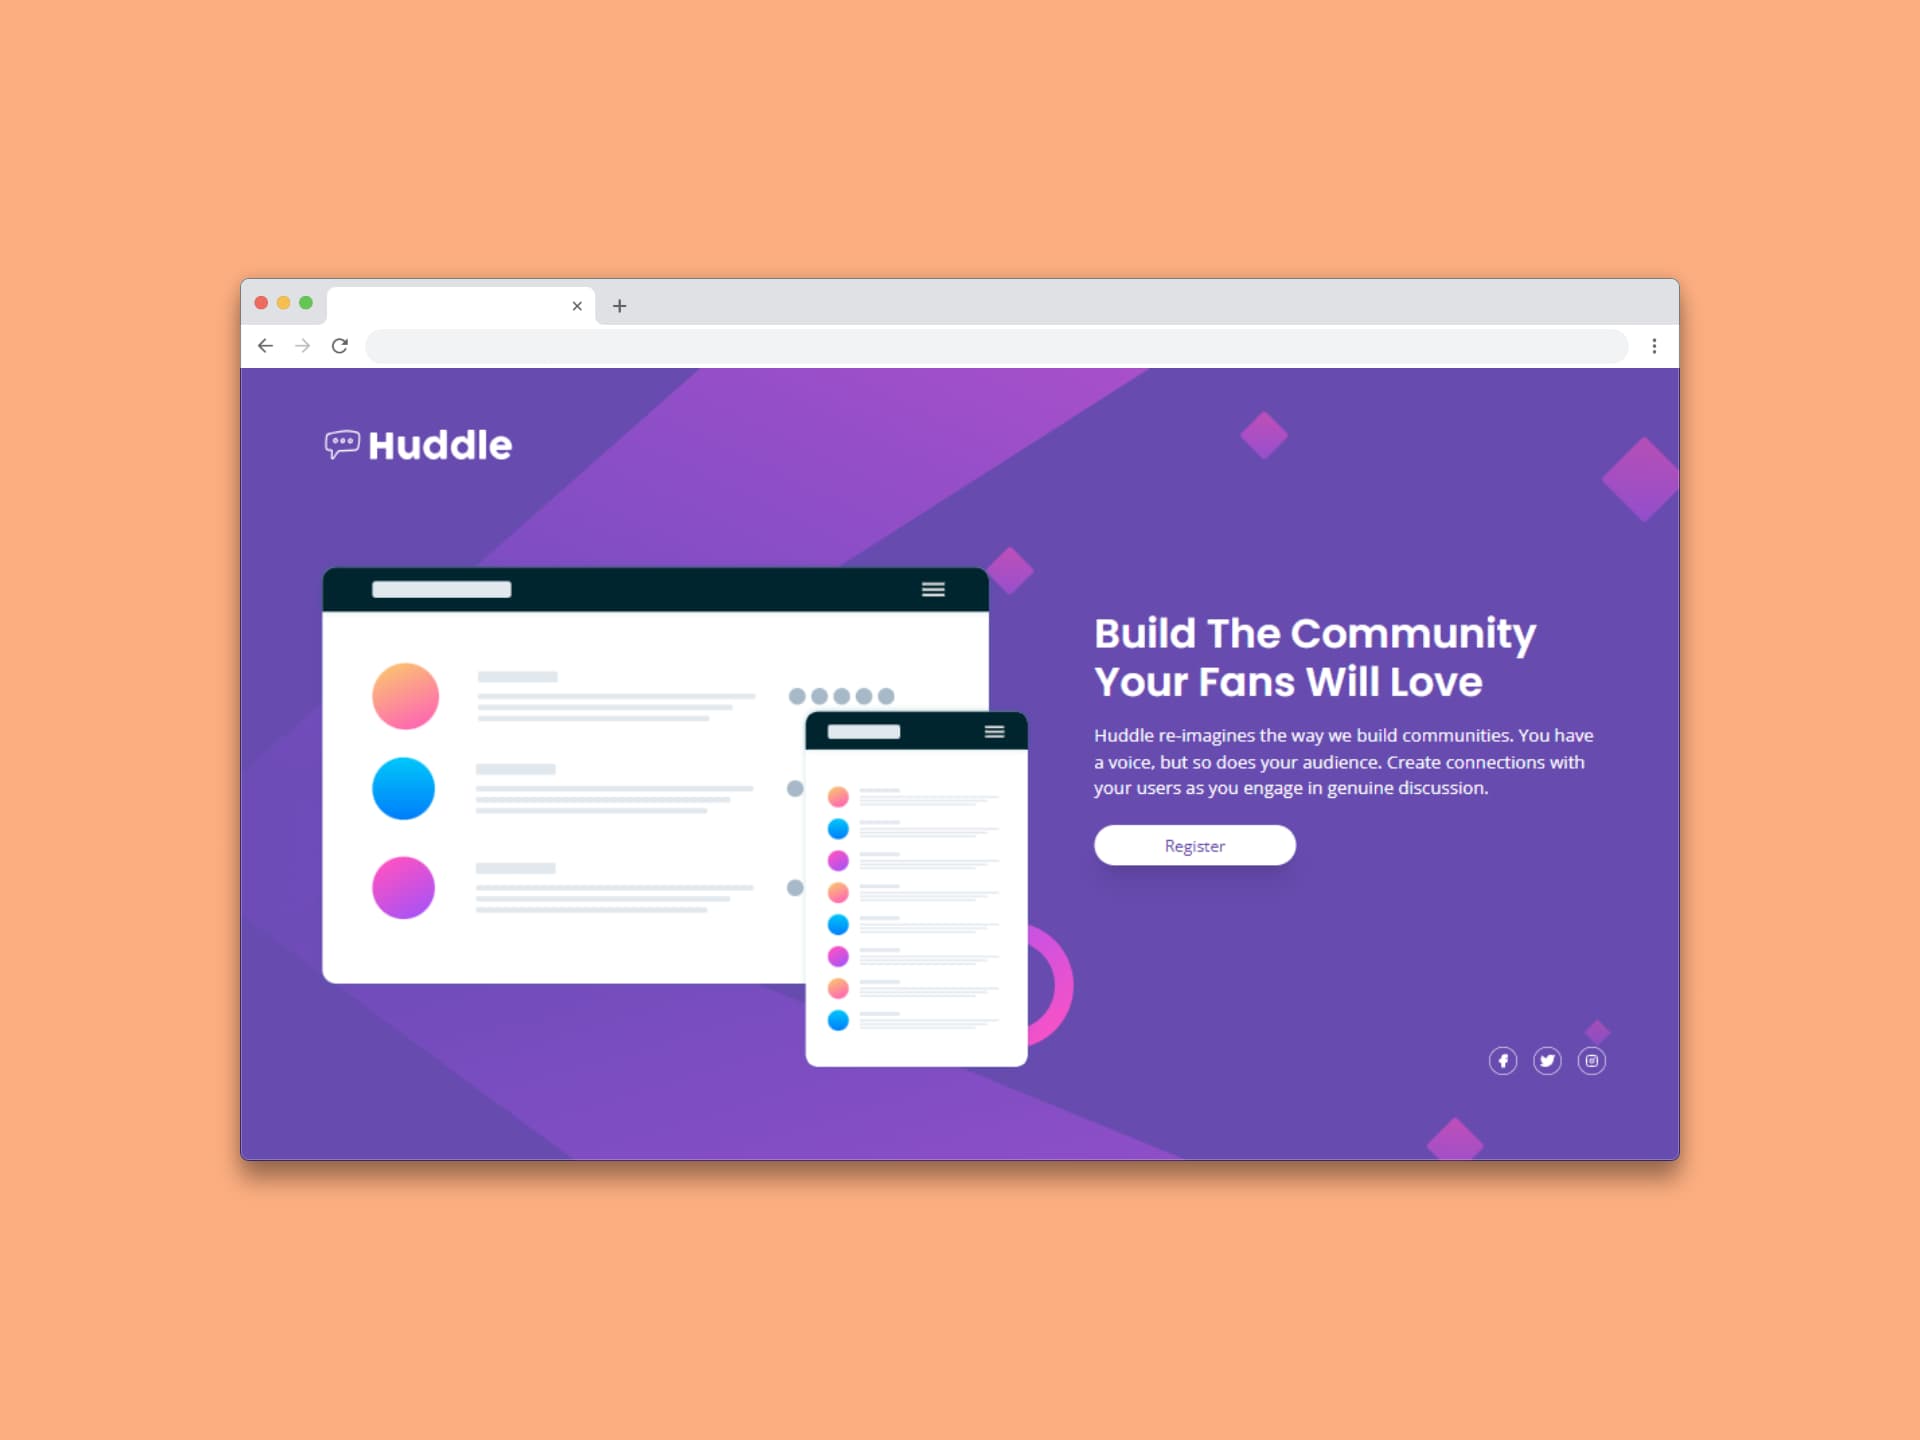 Huddle
Build The Community
Your Fans Will Love
Huddle re-imagines the way we build communities. You have
a voice, but so does your audience. Create connections with
your users as you engage in genuine discussion.
Register